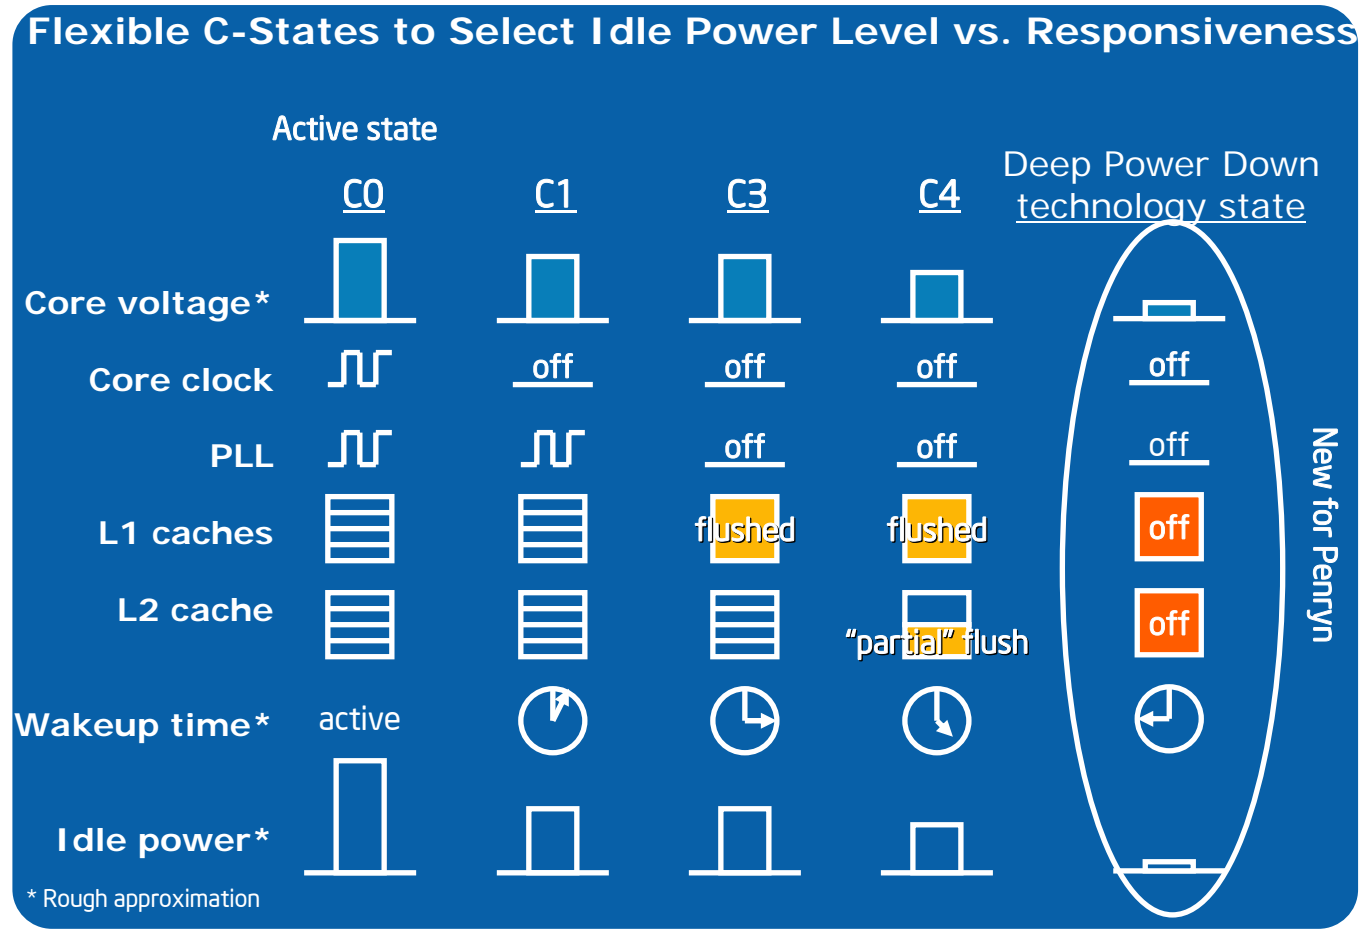 Flexible C-States to Select Idle Power Level vs. Responsiveness
Active state
Deep Power Down
technology state
C0 C1 C3 C4
Core voltage*
Core clock off off off off
PLL off off off
L1 caches flushed flushed off
L2 cache "partial" flush off
Wakeup time* active
Idle power*
* Rough approximation
New for Penryn